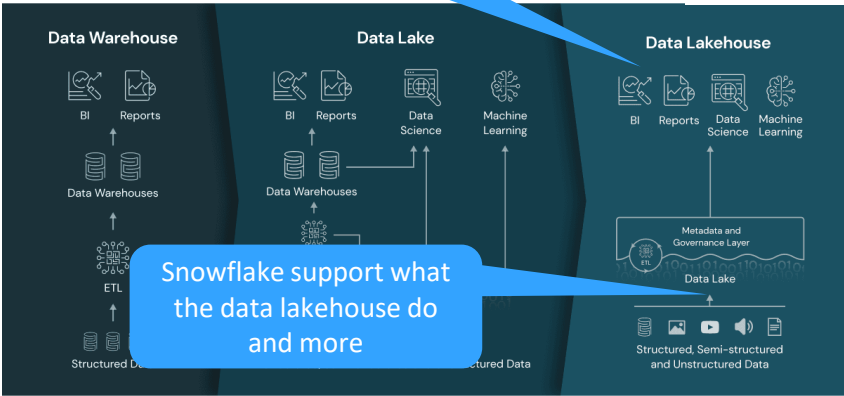 Data Warehouse
BI
Reports
Data Warehouses
ETL
Structured D
Data Lake
BI
Reports
Data
Science
Machine
Learning
Data Warehouses
ctured Data
Data Lakehouse
BI
Reports
Data
Science
Machine
Learning
Metadata and
Governance Layer
ETL
Data Lake
Structured, Semi-structured
and Unstructured Data
Snowflake support what
the data lakehouse do
and more